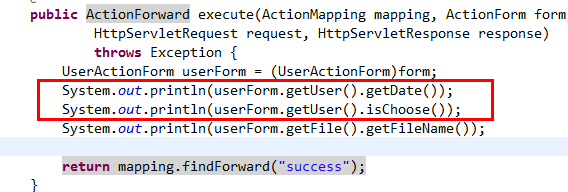 public ActionForward execute(ActionMapping mapping, ActionForm form
HttpServletRequest request, HttpServletResponse response)
throws Exception {
UserActionForm userForm = (UserActionForm)form;
System.out.println(userForm.getUser().getDate());
System.out.println(userForm.getUser().isChoose());
System.out.println(userForm.getFile().getFileName());
return mapping.findForward("success");
}